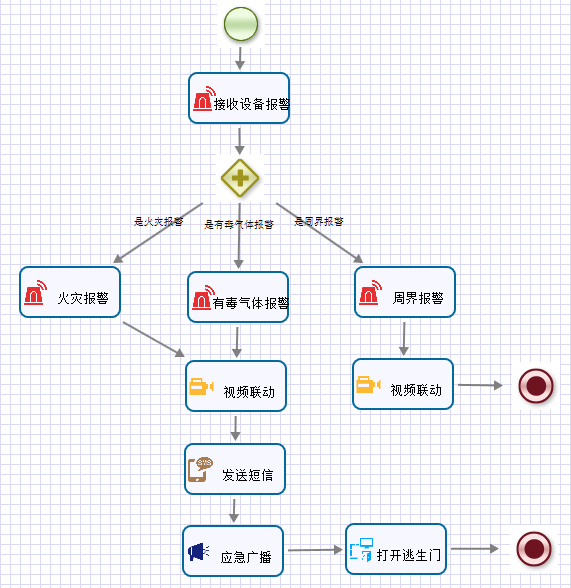 接收设备报警
是火灾报警
是有毒气体报警
是周界报警
火灾报警
有毒气体报警
周界报警
视频联动
视频联动
SMS
发送短信
应急广播
打开逃生门